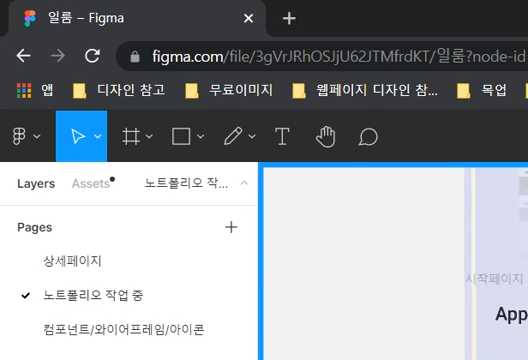 일룸 – Figma
figma.com/file/3gVrJRhOSJjU62JTMfrdKT/일룸?node-id
앱 디자인 참고 무료이미지 웹페이지 디자인 참... 목업
Layers Assets 노트폴리오 작...
Pages
상세페이지
노트폴리오 작업 중
컴포넌트/와이어프레임/아이콘
시작페이지
App